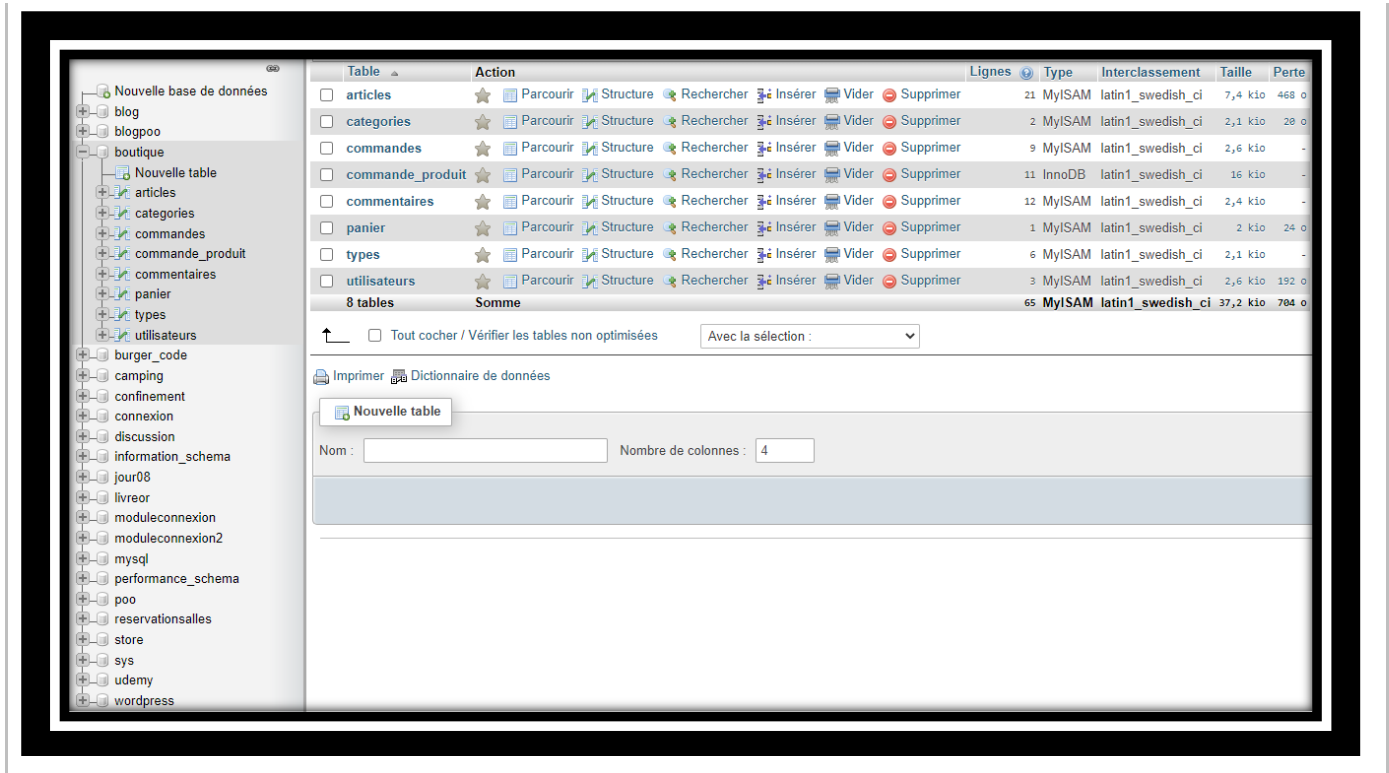 Nouvelle base de données
blog
blogpoo
boutique
Nouvelle table
articles
categories
commandes
commande_produit
commentaires
panier
types
utilisateurs
burger_code
camping
confinement
connexion
discussion
information_schema
jour08
livreor
moduleconnexion
moduleconnexion2
mysql
performance_schema
poo
reservationsalles
store
sys
udemy
wordpress
Table Action Lignes Type Interclassement Taille Perte
articles Parcourir Structure Rechercher Insérer Vider Supprimer 21 MyISAM latin1_swedish_ci 7,4 kio 468 o
categories Parcourir Structure Rechercher Insérer Vider Supprimer 2 MyISAM latin1_swedish_ci 2,1 kio 20 o
commandes Parcourir Structure Rechercher Insérer Vider Supprimer 9 MyISAM latin1_swedish_ci 2,6 kio -
commande_produit Parcourir Structure Rechercher Insérer Vider Supprimer 11 InnoDB latin1_swedish_ci 16 kio -
commentaires Parcourir Structure Rechercher Insérer Vider Supprimer 12 MyISAM latin1_swedish_ci 2,4 kio -
panier Parcourir Structure Rechercher Insérer Vider Supprimer 1 MyISAM latin1_swedish_ci 2 kio 24 o
types Parcourir Structure Rechercher Insérer Vider Supprimer 6 MyISAM latin1_swedish_ci 2,1 kio -
utilisateurs Parcourir Structure Rechercher Insérer Vider Supprimer 3 MyISAM latin1_swedish_ci 2,6 kio 192 o
8 tables Somme 65 MyISAM latin1_swedish_ci 37,2 kio 704 o
Tout cocher / Vérifier les tables non optimisées Avec la sélection :
Imprimer Dictionnaire de données
Nouvelle table
Nom : Nombre de colonnes : 4